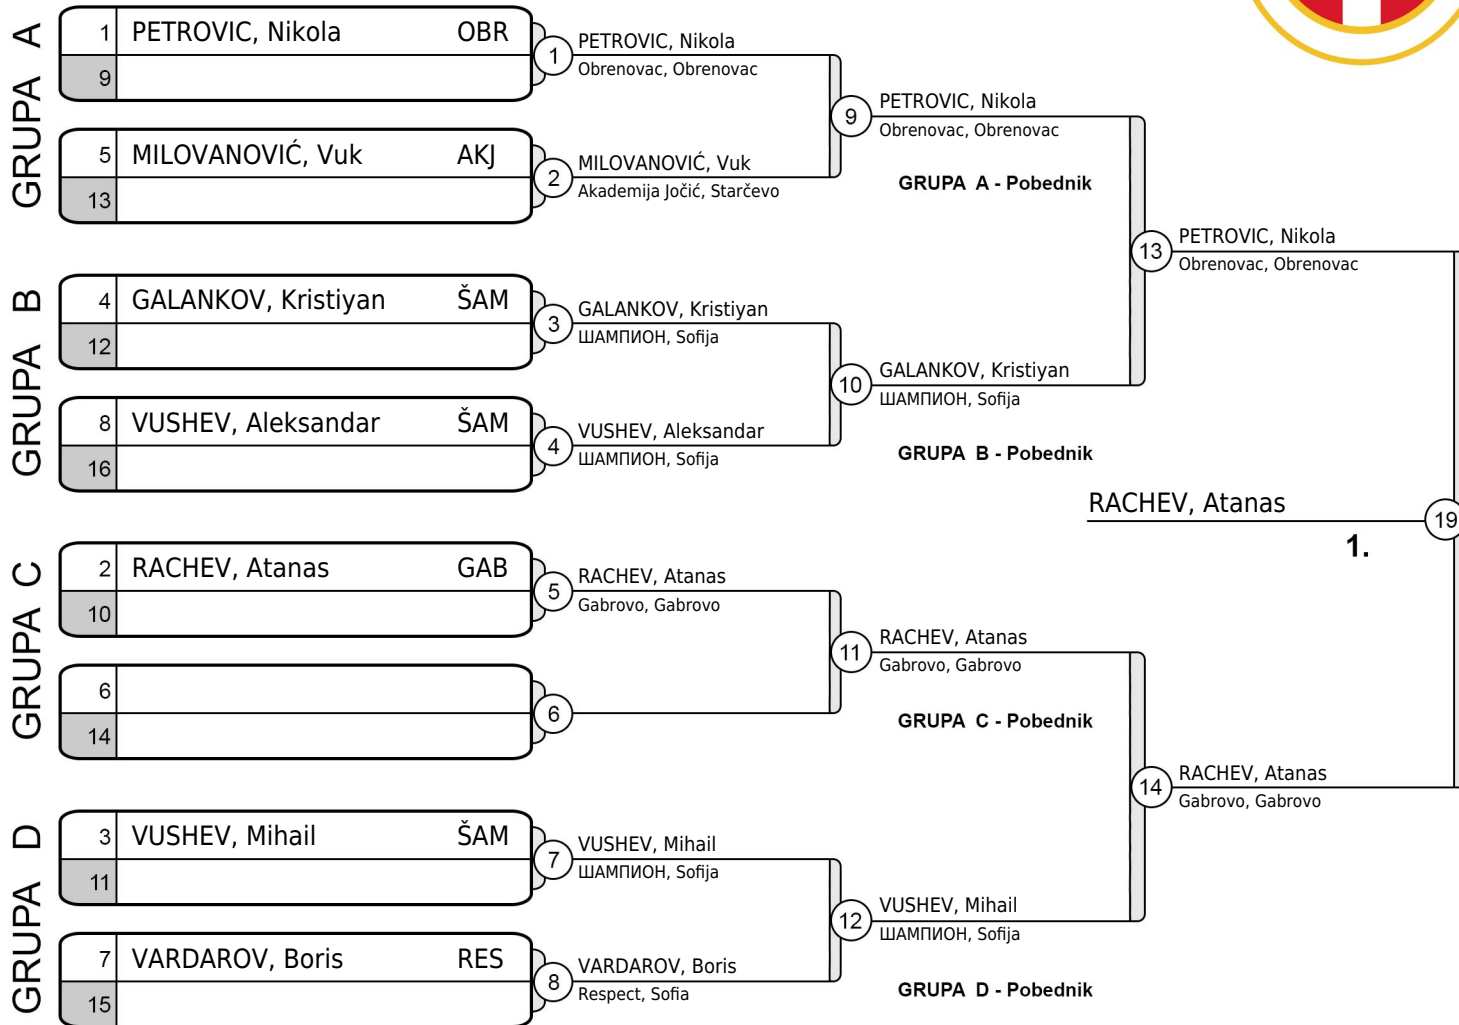 GRUPA A
1 PETROVIC, Nikola OBR
9
1
PETROVIC, Nikola
Obrenovac, Obrenovac
5 MILOVANOVIĆ, Vuk AKJ
13
2
MILOVANOVIĆ, Vuk
Akademija Jočić, Starčevo
9
PETROVIC, Nikola
Obrenovac, Obrenovac
GRUPA A - Pobednik
GRUPA B
4 GALANKOV, Kristiyan ŠAM
12
3
GALANKOV, Kristiyan
ШАМПИОН, Sofija
8 VUSHEV, Aleksandar ŠAM
16
4
VUSHEV, Aleksandar
ШАМПИОН, Sofija
10
GALANKOV, Kristiyan
ШАМПИОН, Sofija
GRUPA B - Pobednik
13
PETROVIC, Nikola
Obrenovac, Obrenovac
GRUPA C
2 RACHEV, Atanas GAB
10
5
RACHEV, Atanas
Gabrovo, Gabrovo
6
14
6
11
RACHEV, Atanas
Gabrovo, Gabrovo
GRUPA C - Pobednik
GRUPA D
3 VUSHEV, Mihail ŠAM
11
7
VUSHEV, Mihail
ШАМПИОН, Sofija
7 VARDAROV, Boris RES
15
8
VARDAROV, Boris
Respect, Sofia
12
VUSHEV, Mihail
ШАМПИОН, Sofija
GRUPA D - Pobednik
14
RACHEV, Atanas
Gabrovo, Gabrovo
RACHEV, Atanas
19
1.